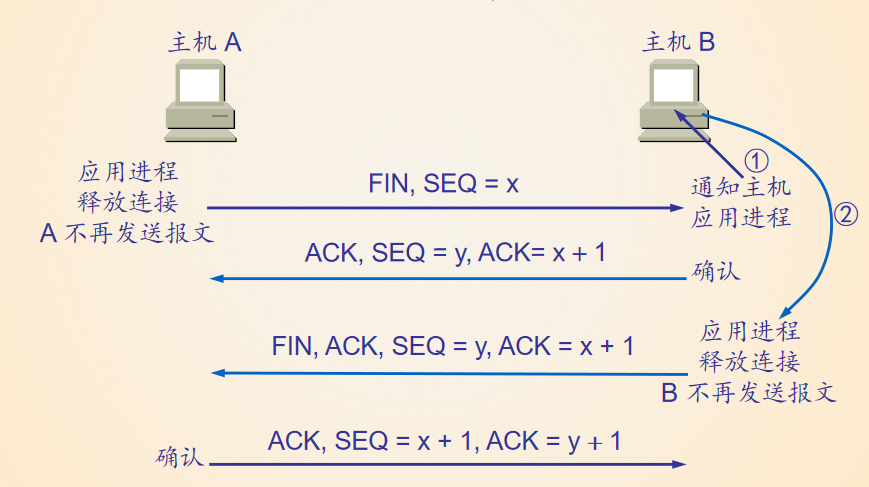 主机 A
主机 B
应用进程
释放连接
A 不再发送报文
FIN, SEQ = x
①
通知主机
应用进程
②
ACK, SEQ = y, ACK= x + 1
确认
FIN, ACK, SEQ = y, ACK = x + 1
应用进程
释放连接
B 不再发送报文
确认
ACK, SEQ = x + 1, ACK = y + 1